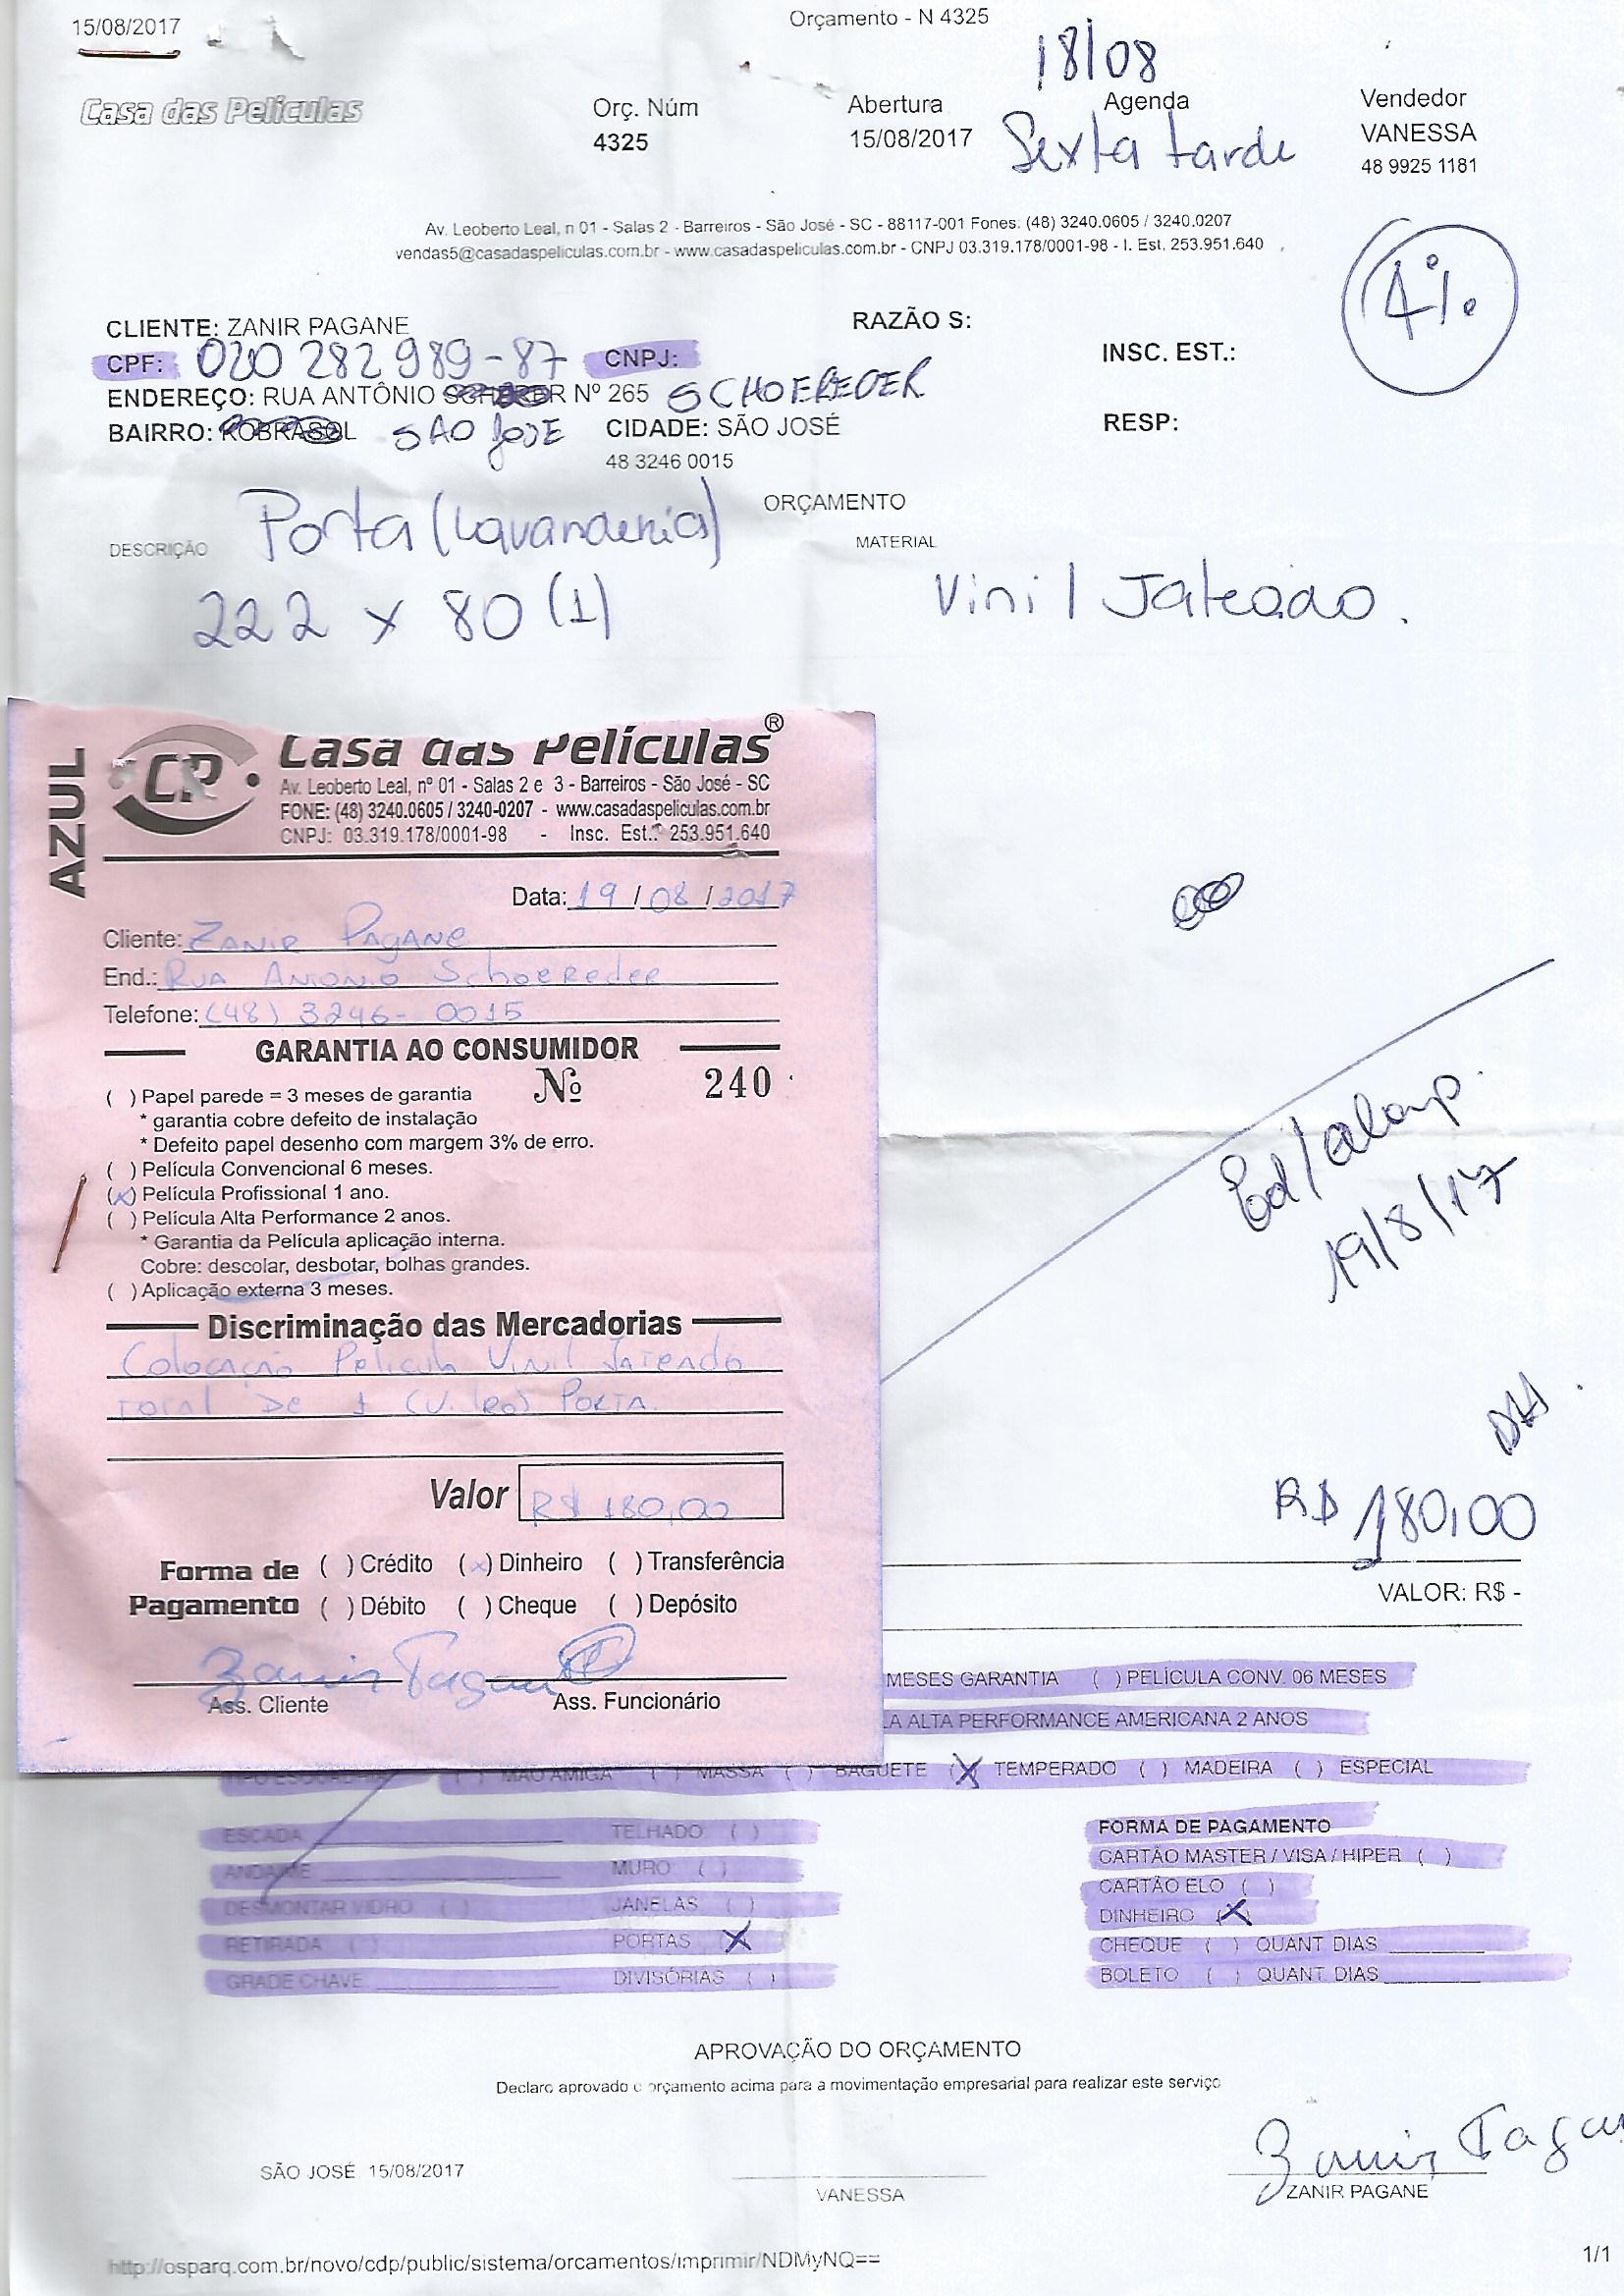 15/08/2017
Orçamento - N 4325
18/08
Casa das Películas
Orç. Núm
4325
Abertura
15/08/2017
Agenda
Sexta tarde
Vendedor
VANESSA
48 9925 1181
Av. Leoberto Leal, n 01 - Salas 2 - Barreiros - São José - SC - 88117-001 Fones: (48) 3240.0605 / 3240.0207
vendas5@casadaspeliculas.com.br - www.casadaspeliculas.com.br - CNPJ 03.319.178/0001-98 - I. Est. 253.951.640
4%
CLIENTE: ZANIR PAGANE
RAZÃO S:
CPF: 020 282 989-87 CNPJ:
INSC. EST.:
ENDEREÇO: RUA ANTÔNIO Nº 265 SCHOEREDER
BAIRRO: KOBRASOL SAO JOSE CIDADE: SÃO JOSÉ
RESP:
48 3246 0015
ORÇAMENTO
DESCRIÇÃO
Porta (Lavanderia)
MATERIAL
222 x 80 (1)
Vinil Jateado.
AZUL
CP
Casa das Películas®
Av. Leoberto Leal, nº 01 - Salas 2 e 3 - Barreiros - São José - SC
FONE: (48) 3240.0605 / 3240-0207 - www.casadaspeliculas.com.br
CNPJ: 03.319.178/0001-98 - Insc. Est.: 253.951.640
Data: 19/08/2017
Cliente: Zanir Pagane
End.: Rua Antonio Schoereder
Telefone: (48) 3246-0015
GARANTIA AO CONSUMIDOR
Nº 240
( ) Papel parede = 3 meses de garantia
* garantia cobre defeito de instalação
* Defeito papel desenho com margem 3% de erro.
( ) Película Convencional 6 meses.
(x) Película Profissional 1 ano.
( ) Película Alta Performance 2 anos.
* Garantia da Película aplicação interna.
Cobre: descolar, desbotar, bolhas grandes.
( ) Aplicação externa 3 meses.
Discriminação das Mercadorias
Colocação Pelicula Vinil Jateado
Total De 1 Porta
Valor R$ 180,00
Forma de Pagamento
( ) Crédito (x) Dinheiro ( ) Transferência
( ) Débito ( ) Cheque ( ) Depósito
Zanir Pagane
Ass. Cliente
Ass. Funcionário
19/8/17
R$ 180,00
VALOR: R$ -
MESES GARANTIA ( ) PELÍCULA CONV. 06 MESES
LA ALTA PERFORMANCE AMERICANA 2 ANOS
( ) MÃO AMIGA ( ) MASSA ( ) BAGUETE (X) TEMPERADO ( ) MADEIRA ( ) ESPECIAL
ESCADA TELHADO ( )
ANDAIME MURO ( )
DESMONTAR VIDRO ( ) JANELAS ( )
RETIRADA ( ) PORTAS (X)
GRADE CHAVE DIVISÓRIAS ( )
FORMA DE PAGAMENTO
CARTÃO MASTER / VISA / HIPER ( )
CARTÃO ELO ( )
DINHEIRO (X)
CHEQUE ( ) QUANT DIAS
BOLETO ( ) QUANT DIAS
APROVAÇÃO DO ORÇAMENTO
Declaro aprovado o orçamento acima para a movimentação empresarial para realizar este serviço
SÃO JOSÉ 15/08/2017
VANESSA
Zanir Pagan
ZANIR PAGANE
http://osparq.com.br/novo/cdp/public/sistema/orcamentos/imprimir/NDMyNQ==
1/1